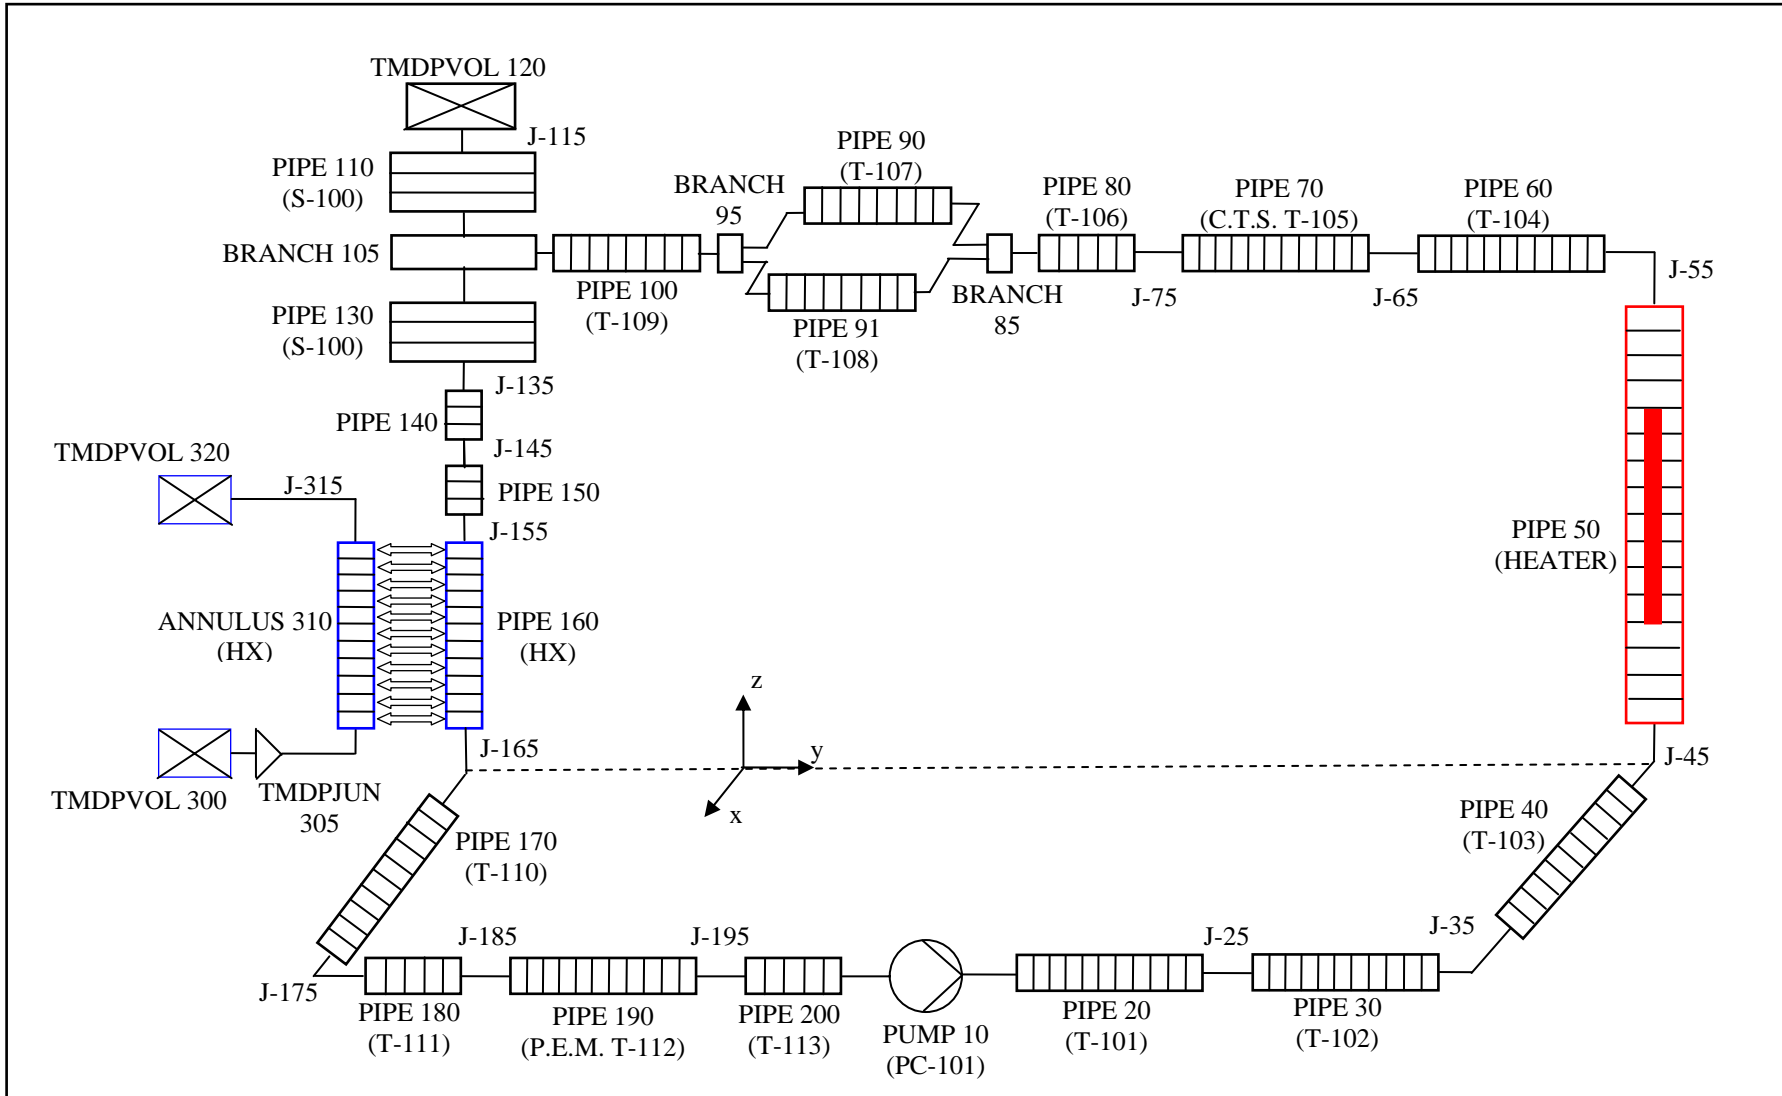 TMDPVOL 120
J-115
PIPE 110
(S-100)
BRANCH 105
PIPE 130
(S-100)
PIPE 100
(T-109)
BRANCH
95
PIPE 90
(T-107)
PIPE 91
(T-108)
BRANCH
85
PIPE 80
(T-106)
J-75
PIPE 70
(C.T.S. T-105)
J-65
PIPE 60
(T-104)
J-55
J-135
PIPE 140
J-145
PIPE 150
J-155
TMDPVOL 320
J-315
ANNULUS 310
(HX)
PIPE 160
(HX)
PIPE 50
(HEATER)
J-165
J-45
TMDPVOL 300
TMDPJUN
305
z
y
x
PIPE 170
(T-110)
PIPE 40
(T-103)
J-175
PIPE 180
(T-111)
J-185
PIPE 190
(P.E.M. T-112)
J-195
PIPE 200
(T-113)
PUMP 10
(PC-101)
PIPE 20
(T-101)
J-25
PIPE 30
(T-102)
J-35